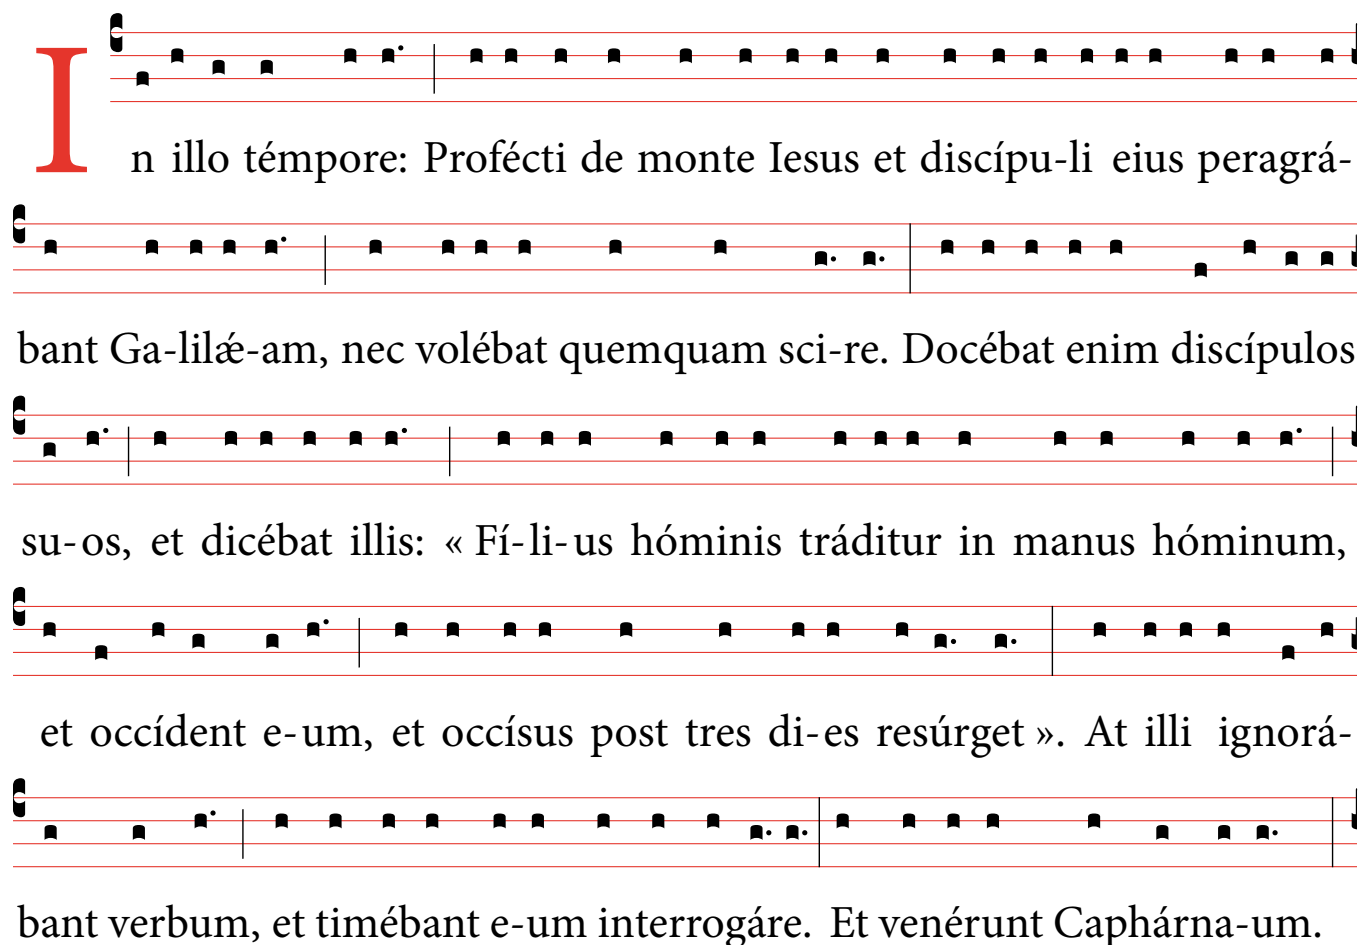 In illo témpore: Profécti de monte Iesus et discípu-li eius peragrá-
bant Ga-lilǽ-am, nec volébat quemquam sci-re. Docébat enim discípulos
su-os, et dicébat illis: « Fí-li-us hóminis tráditur in manus hóminum,
et occídent e-um, et occísus post tres di-es resúrget ». At illi ignorá-
bant verbum, et timébant e-um interrogáre. Et venérunt Caphárna-um.